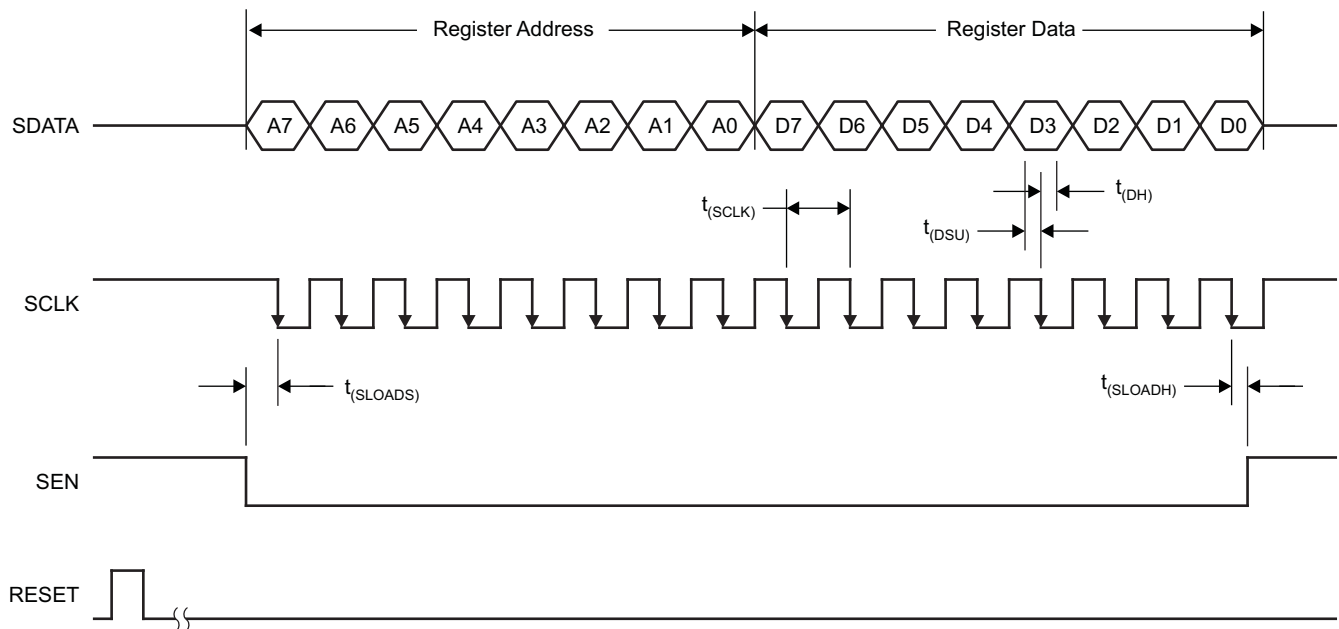 Register Address
Register Data
SDATA
A7 A6 A5 A4 A3 A2 A1 A0 D7 D6 D5 D4 D3 D2 D1 D0
t(SCLK)
t(DH)
t(DSU)
SCLK
t(SLOADS)
t(SLOADH)
SEN
RESET